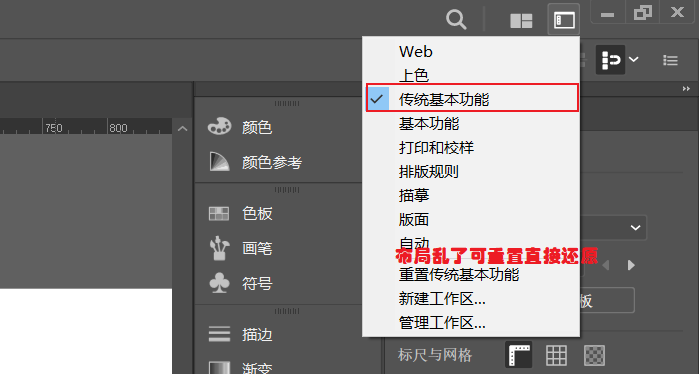 Web
上色
传统基本功能
基本功能
打印和校样
排版规则
描摹
版面
自动
布局乱了可重置直接还原
重置传统基本功能
新建工作区...
管理工作区...
750
800
颜色
颜色参考
色板
画笔
符号
描边
渐变
板
标尺与网格